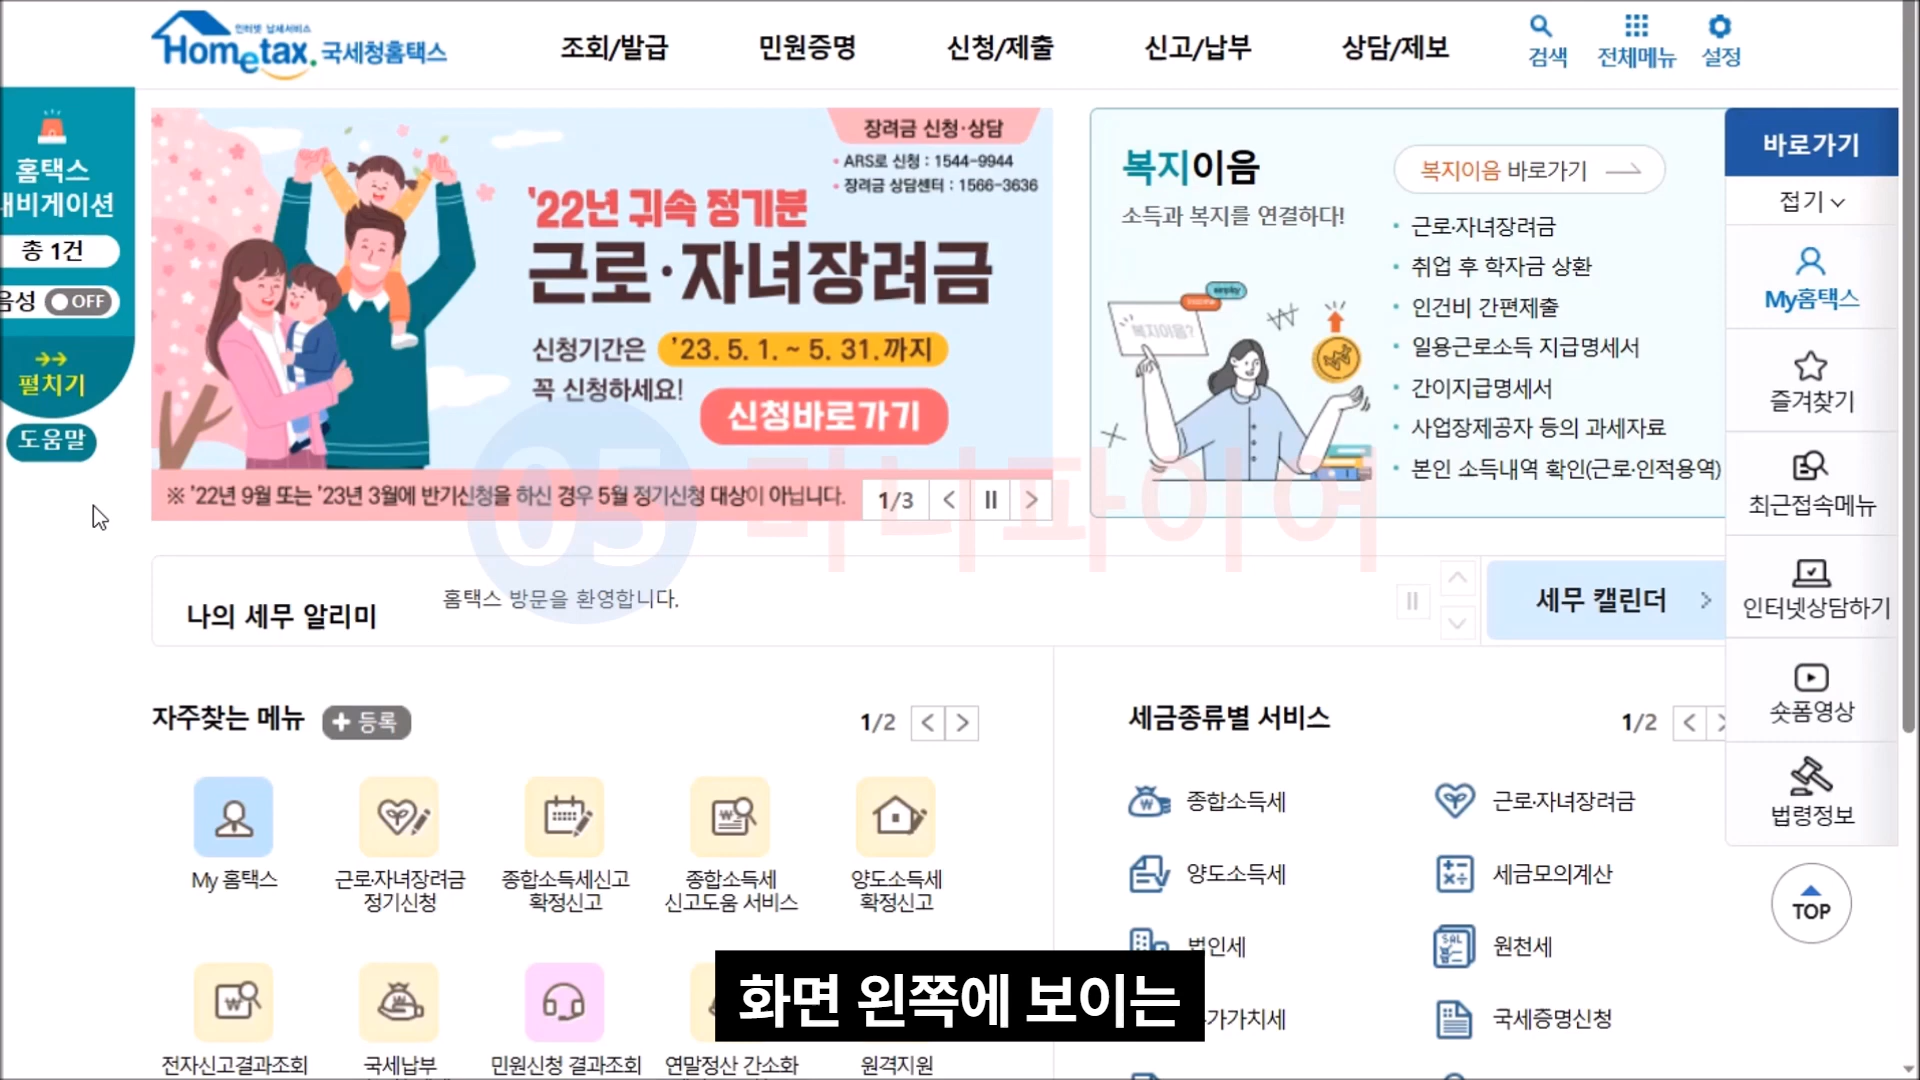 인터넷 납세서비스
Hometax. 국세청홈택스
조회/발급
민원증명
신청/제출
신고/납부
상담/제보
검색
전체메뉴
설정
홈택스
내비게이션
총 1건
음성 OFF
펼치기
도움말
장려금 신청·상담
• ARS로 신청 : 1544-9944
• 장려금 상담센터 : 1566-3636
'22년 귀속 정기분
근로·자녀장려금
신청기간은 '23. 5. 1. ~ 5. 31.까지
꼭 신청하세요!
신청바로가기
※ '22년 9월 또는 '23년 3월에 반기신청을 하신 경우 5월 정기신청 대상이 아닙니다.
1/3
복지이음
소득과 복지를 연결하다!
복지이음 바로가기
복지이음?
income
employ
· 근로·자녀장려금
· 취업 후 학자금 상환
· 인건비 간편제출
· 일용근로소득 지급명세서
· 간이지급명세서
· 사업장제공자 등의 과세자료
· 본인 소득내역 확인(근로·인적용역)
바로가기
접기
My홈택스
즐겨찾기
최근접속메뉴
인터넷상담하기
숏폼영상
법령정보
TOP
05
머니파이어
나의 세무 알리미
홈택스 방문을 환영합니다.
세무 캘린더
자주찾는 메뉴
+ 등록
1/2
My 홈택스
근로·자녀장려금
정기신청
종합소득세신고
확정신고
종합소득세
신고도움 서비스
양도소득세
확정신고
전자신고결과조회
국세납부
민원신청 결과조회
연말정산 간소화
원격지원
세금종류별 서비스
1/2
종합소득세
근로·자녀장려금
양도소득세
세금모의계산
법인세
SAL
원천세
가가치세
국세증명신청
화면 왼쪽에 보이는